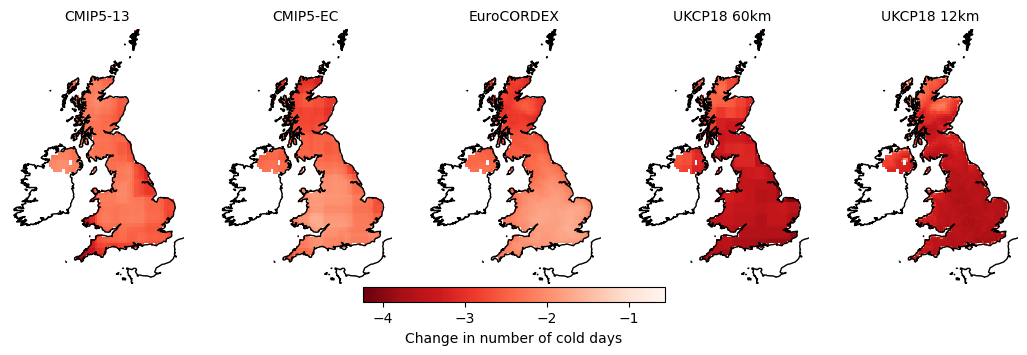 CMIP5-13 CMIP5-EC EuroCORDEX UKCP18 60km UKCP18 12km
−4 −3 −2 −1
Change in number of cold days